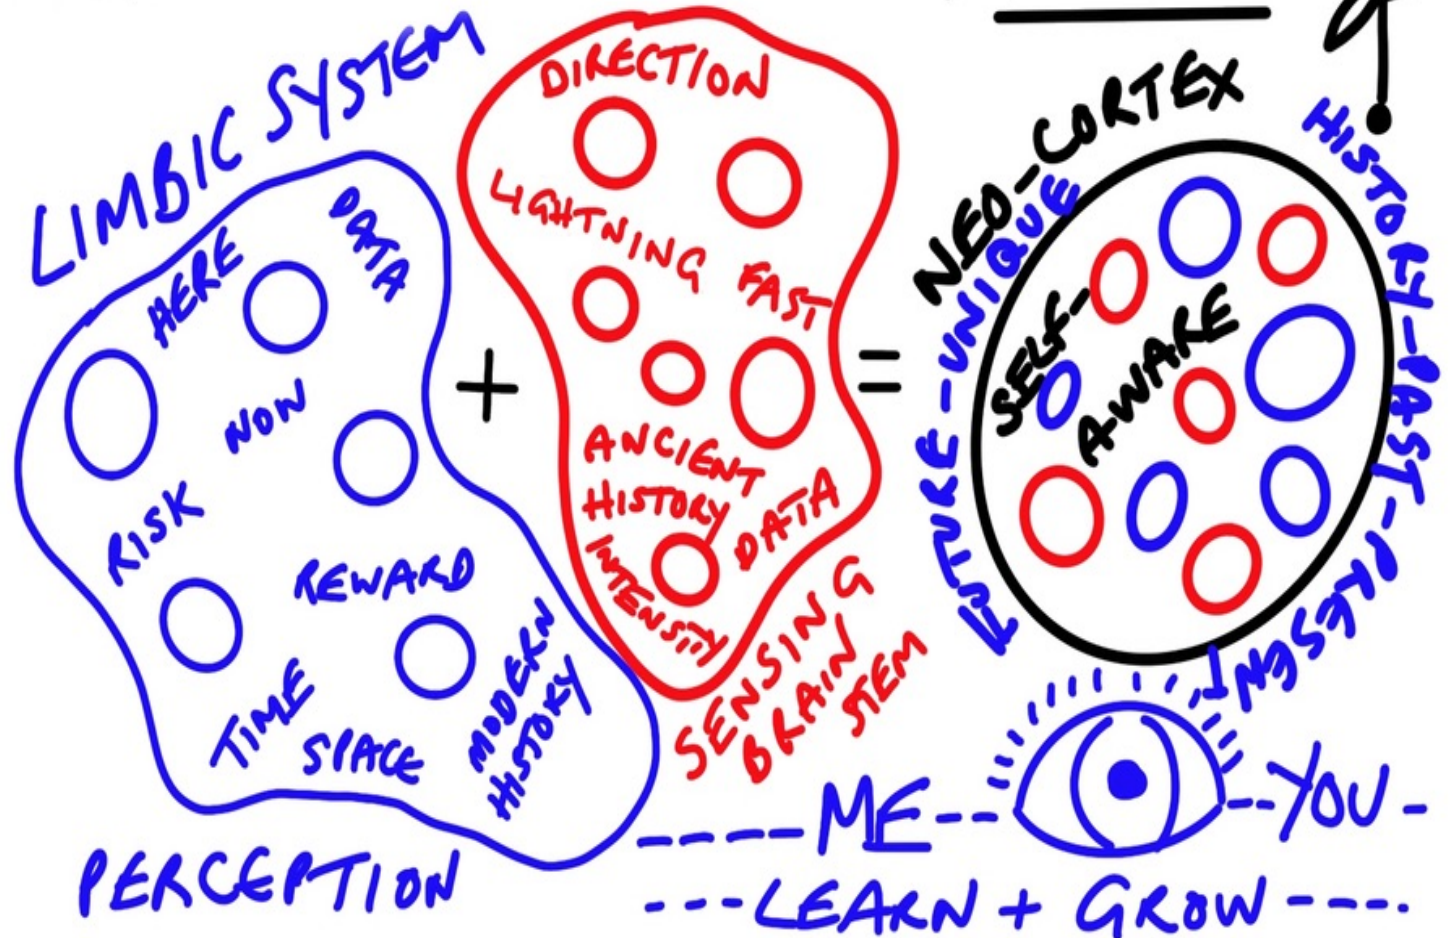 LIMBIC SYSTEM
HERE
DATA
NOW
RISK
REWARD
TIME
SPACE
MODERN
HISTORY
PERCEPTION
+
DIRECTION
LIGHTNING
FAST
ANCIENT
HISTORY
DATA
INTENSITY
SENSING
BRAIN
STEM
=
NEO-CORTEX
SELF-
AWARE
HISTORY-PAST-PRESENT
FUTURE-UNIQUE
----ME--
--YOU-
---LEARN + GROW----